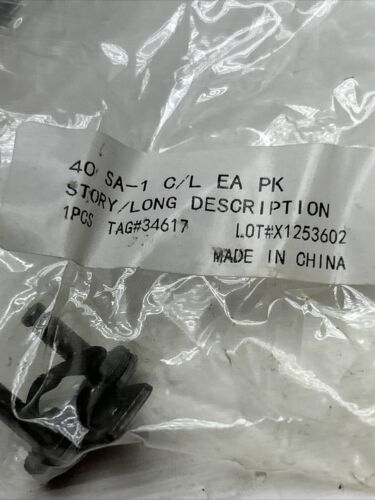 40 SA-1 C/L EA PK
STORY/LONG DESCRIPTION
1PCS TAG#34617 LOT#X1253602
MADE IN CHINA